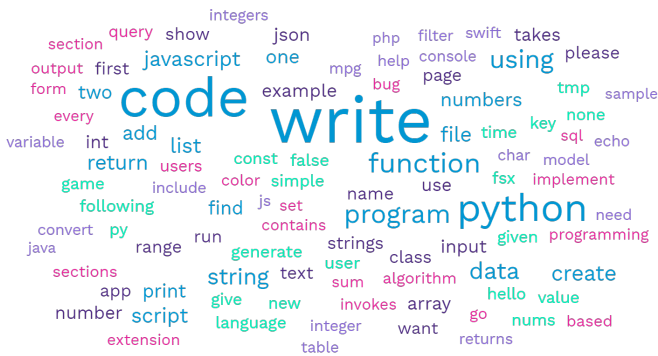 integers
query show json php filter swift takes
section javascript one help console please
output first mpg page
form two code example bug using tmp sample
every write numbers none
variable int add list file time key sql echo
return users const false function char model
game include color simple js name use fsx implement
following find set program python need
convert py contains given programming
java range run generate strings class input
sections string text user sum algorithm data create
app print give new invokes array hello value
number script language integer want go nums based
extension table returns